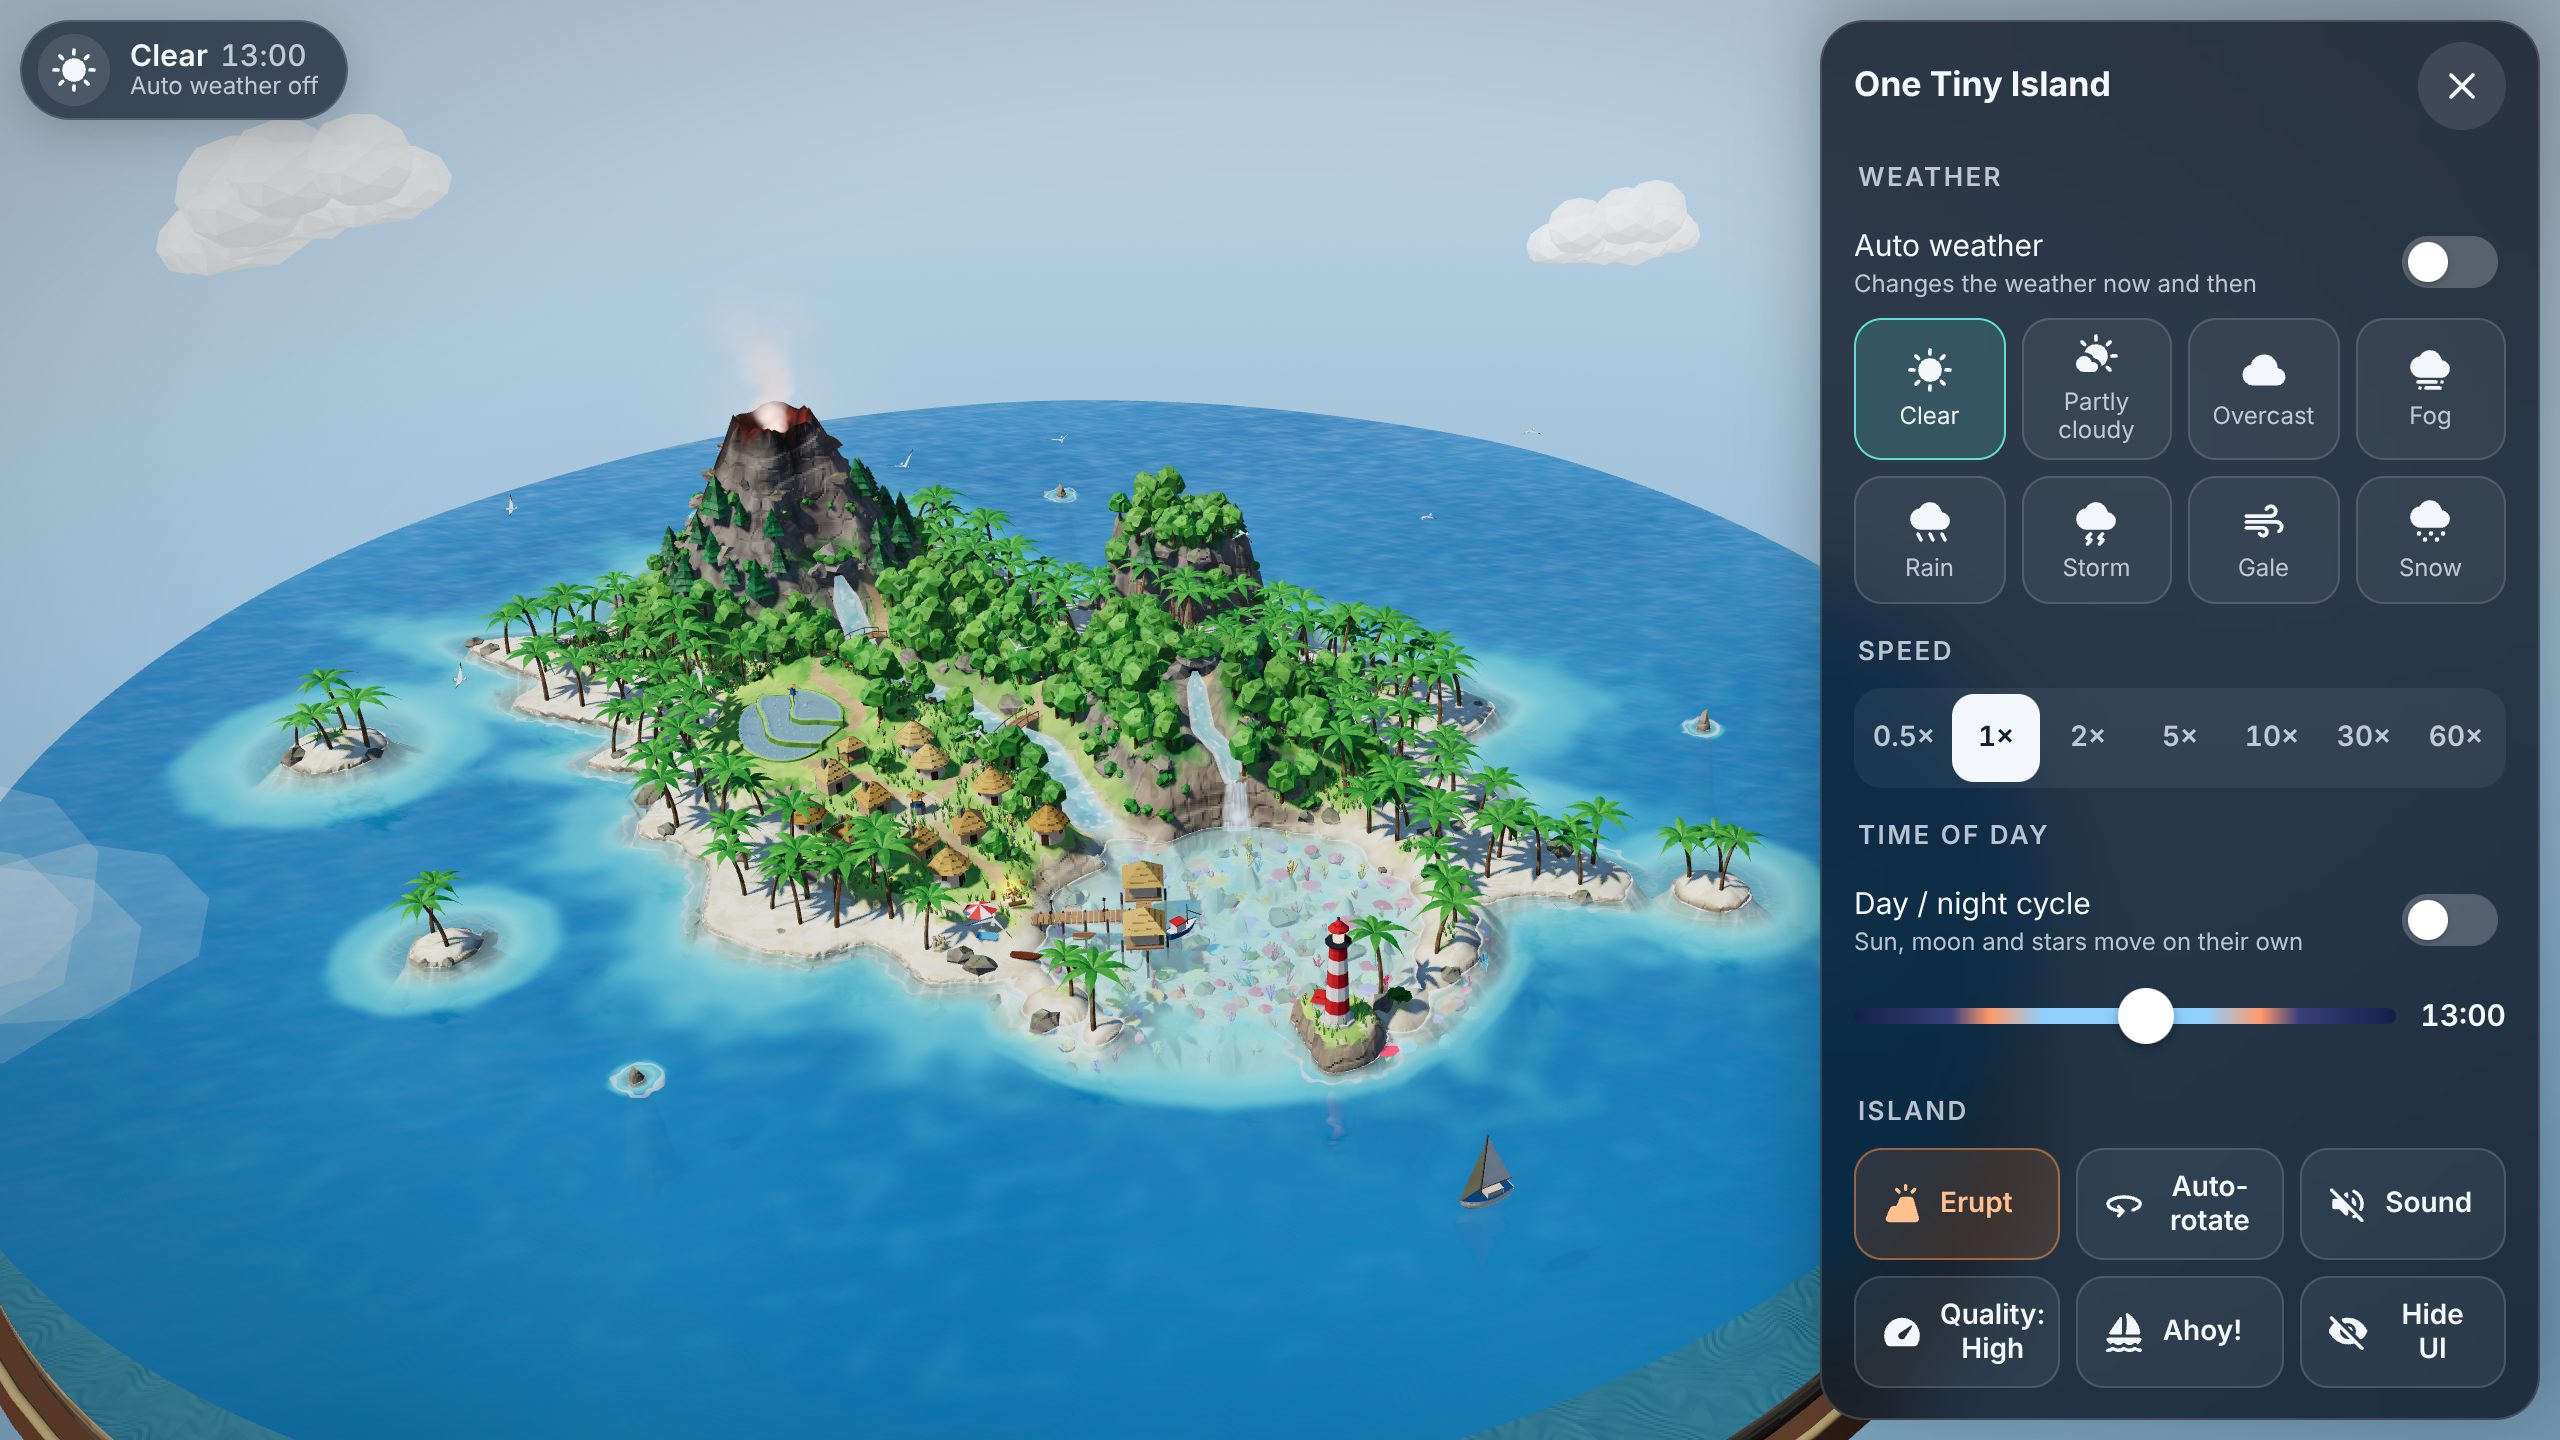 Clear 13:00
Auto weather off
One Tiny Island
WEATHER
Auto weather
Changes the weather now and then
Clear
Partly
cloudy
Overcast
Fog
Rain
Storm
Gale
Snow
SPEED
0.5× 1× 2× 5× 10× 30× 60×
TIME OF DAY
Day / night cycle
Sun, moon and stars move on their own
13:00
ISLAND
Erupt
Auto-
rotate
Sound
Quality:
High
Ahoy!
Hide
UI